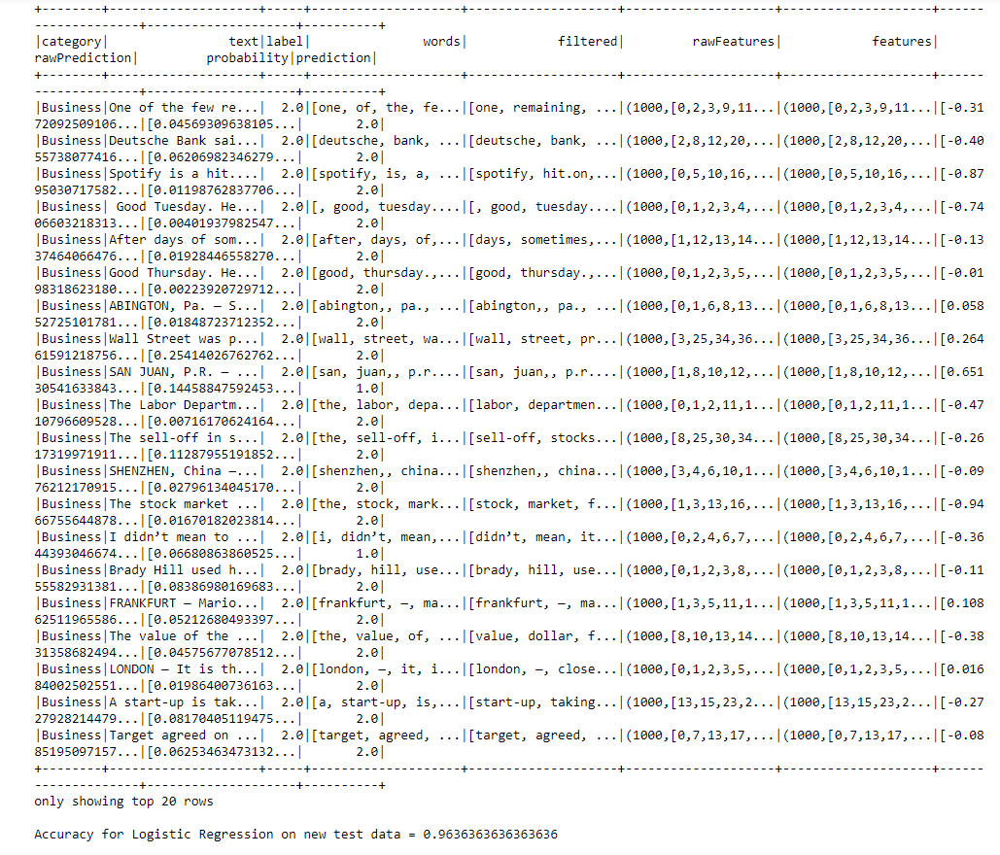 +--------+--------------------+-----+--------------------+--------------------+--------------------+--------------------+------
--------------+--------------------+----------+
|category|                text|label|               words|            filtered|         rawFeatures|            features|
rawPrediction|         probability|prediction|
+--------+--------------------+-----+--------------------+--------------------+--------------------+--------------------+------
--------------+--------------------+----------+
|Business|One of the few re...|  2.0|[one, of, the, fe...|[one, remaining, ...|(1000,[0,2,3,9,11...|(1000,[0,2,3,9,11...|[-0.31
72092509106...|[0.04569309638105...|       2.0|
|Business|Deutsche Bank sai...|  2.0|[deutsche, bank, ...|[deutsche, bank, ...|(1000,[2,8,12,20,...|(1000,[2,8,12,20,...|[-0.40
55738077416...|[0.06206982346279...|       2.0|
|Business|Spotify is a hit....|  2.0|[spotify, is, a, ...|[spotify, hit.on,...|(1000,[0,5,10,16,...|(1000,[0,5,10,16,...|[-0.87
95030717582...|[0.01198762837706...|       2.0|
|Business| Good Tuesday. He...|  2.0|[, good, tuesday....|[, good, tuesday....|(1000,[0,1,2,3,4,...|(1000,[0,1,2,3,4,...|[-0.74
06603218313...|[0.00401937982547...|       2.0|
|Business|After days of som...|  2.0|[after, days, of,...|[days, sometimes,...|(1000,[1,12,13,14...|(1000,[1,12,13,14...|[-0.13
37464066476...|[0.01928446558270...|       2.0|
|Business|Good Thursday. He...|  2.0|[good, thursday.,...|[good, thursday.,...|(1000,[0,1,2,3,5,...|(1000,[0,1,2,3,5,...|[-0.01
98318623180...|[0.00223920729712...|       2.0|
|Business|ABINGTON, Pa. — S...|  2.0|[abington,, pa., ...|[abington,, pa., ...|(1000,[0,1,6,8,13...|(1000,[0,1,6,8,13...|[0.058
52725101781...|[0.01848723712352...|       2.0|
|Business|Wall Street was p...|  2.0|[wall, street, wa...|[wall, street, pr...|(1000,[3,25,34,36...|(1000,[3,25,34,36...|[0.264
61591218756...|[0.25414026762762...|       2.0|
|Business|SAN JUAN, P.R. — ...|  2.0|[san, juan,, p.r....|[san, juan,, p.r....|(1000,[1,8,10,12,...|(1000,[1,8,10,12,...|[0.651
30541633843...|[0.14458847592453...|       1.0|
|Business|The Labor Departm...|  2.0|[the, labor, depa...|[labor, departmen...|(1000,[0,1,2,11,1...|(1000,[0,1,2,11,1...|[-0.47
10796609528...|[0.00716170624164...|       2.0|
|Business|The sell-off in s...|  2.0|[the, sell-off, i...|[sell-off, stocks...|(1000,[8,25,30,34...|(1000,[8,25,30,34...|[-0.26
17319971911...|[0.11287955191852...|       2.0|
|Business|SHENZHEN, China —...|  2.0|[shenzhen,, china...|[shenzhen,, china...|(1000,[3,4,6,10,1...|(1000,[3,4,6,10,1...|[-0.09
76212170915...|[0.02796134045170...|       2.0|
|Business|The stock market ...|  2.0|[the, stock, mark...|[stock, market, f...|(1000,[1,3,13,16,...|(1000,[1,3,13,16,...|[-0.94
66755644878...|[0.01670182023814...|       2.0|
|Business|I didn’t mean to ...|  2.0|[i, didn’t, mean,...|[didn’t, mean, it...|(1000,[0,2,4,6,7,...|(1000,[0,2,4,6,7,...|[-0.36
44393046674...|[0.06680863860525...|       1.0|
|Business|Brady Hill used h...|  2.0|[brady, hill, use...|[brady, hill, use...|(1000,[0,1,2,3,8,...|(1000,[0,1,2,3,8,...|[-0.11
55582931381...|[0.08386980169683...|       2.0|
|Business|FRANKFURT — Mario...|  2.0|[frankfurt, —, ma...|[frankfurt, —, ma...|(1000,[1,3,5,11,1...|(1000,[1,3,5,11,1...|[0.108
62511965586...|[0.05212680493397...|       2.0|
|Business|The value of the ...|  2.0|[the, value, of, ...|[value, dollar, f...|(1000,[8,10,13,14...|(1000,[8,10,13,14...|[-0.38
31358682494...|[0.04575677078512...|       2.0|
|Business|LONDON — It is th...|  2.0|[london, —, it, i...|[london, —, close...|(1000,[0,1,2,3,5,...|(1000,[0,1,2,3,5,...|[0.016
84002502551...|[0.01986400736163...|       2.0|
|Business|A start-up is tak...|  2.0|[a, start-up, is,...|[start-up, taking...|(1000,[13,15,23,2...|(1000,[13,15,23,2...|[-0.27
27928214479...|[0.08170405119475...|       2.0|
|Business|Target agreed on ...|  2.0|[target, agreed, ...|[target, agreed, ...|(1000,[0,7,13,17,...|(1000,[0,7,13,17,...|[-0.08
85195097157...|[0.06253463473132...|       2.0|
+--------+--------------------+-----+--------------------+--------------------+--------------------+--------------------+------
--------------+--------------------+----------+
only showing top 20 rows
Accuracy for Logistic Regression on new test data = 0.9636363636363636